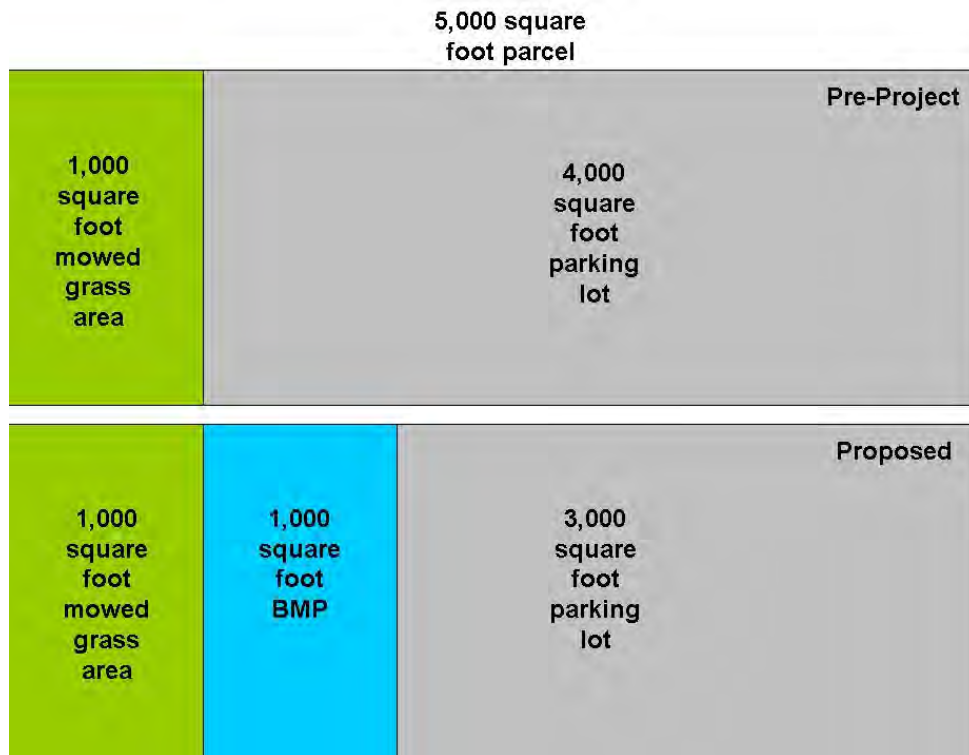 5,000 square
foot parcel
Pre-Project
1,000
square
foot
mowed
grass
area
4,000
square
foot
parking
lot
Proposed
1,000
square
foot
mowed
grass
area
1,000
square
foot
BMP
3,000
square
foot
parking
lot